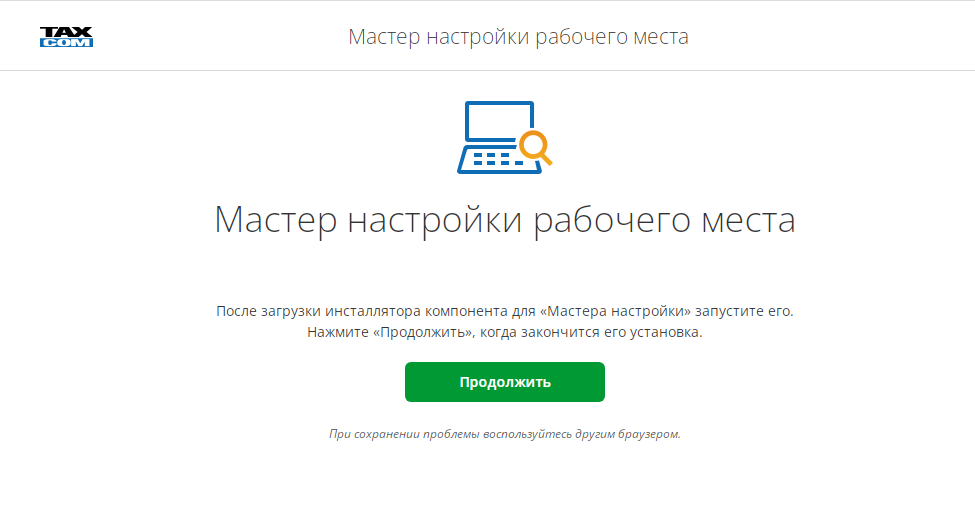 TAX
COM
Мастер настройки рабочего места
Мастер настройки рабочего места
После загрузки инсталлятора компонента для «Мастера настройки» запустите его.
Нажмите «Продолжить», когда закончится его установка.
Продолжить
При сохранении проблемы воспользуйтесь другим браузером.